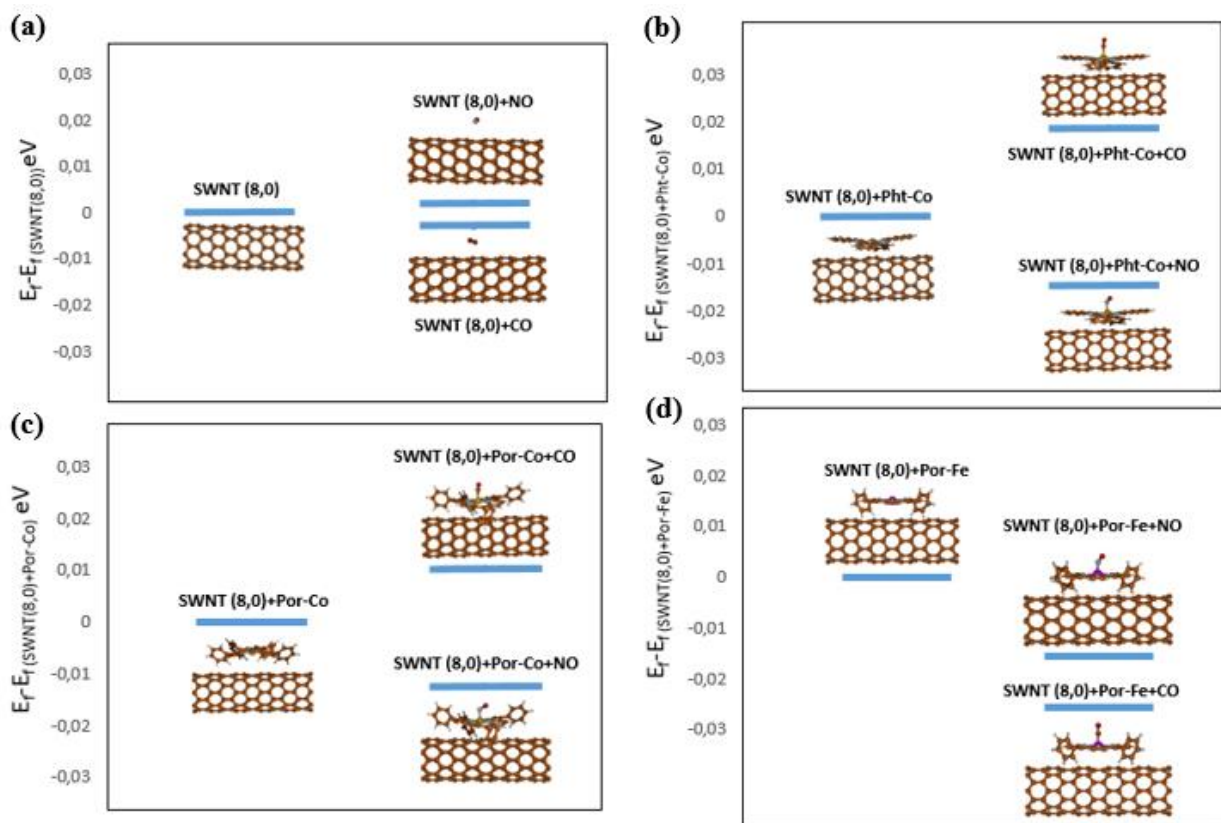 (a)
0,03
0,02
0,01
0
-0,01
-0,02
-0,03
E_f-E_f (SWNT(8,0)) eV
SWNT (8,0)
SWNT (8,0)+NO
SWNT (8,0)+CO
(b)
0,03
0,02
0,01
0
-0,01
-0,02
-0,03
E_f-E_f (SWNT(8,0)+Pht-Co) eV
SWNT (8,0)+Pht-Co
SWNT (8,0)+Pht-Co+CO
SWNT (8,0)+Pht-Co+NO
(c)
0,03
0,02
0,01
0
-0,01
-0,02
-0,03
E_f-E_f (SWNT(8,0)+Por-Co) eV
SWNT (8,0)+Por-Co
SWNT (8,0)+Por-Co+CO
SWNT (8,0)+Por-Co+NO
(d)
0,03
0,02
0,01
0
-0,01
-0,02
-0,03
E_f-E_f (SWNT(8,0)+Por-Fe) eV
SWNT (8,0)+Por-Fe
SWNT (8,0)+Por-Fe+NO
SWNT (8,0)+Por-Fe+CO